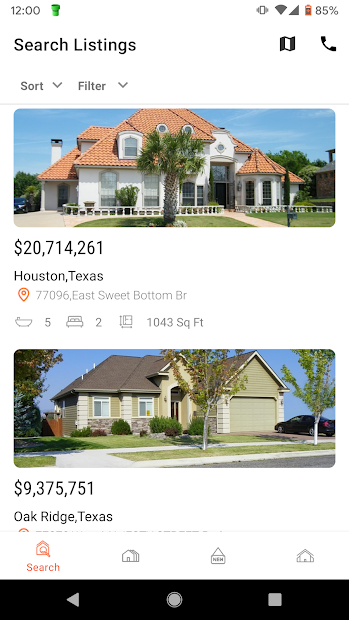 12:00
85%
Search Listings
Sort Filter
$20,714,261
Houston,Texas
77096,East Sweet Bottom Br
5 2 1043 Sq Ft
$9,375,751
Oak Ridge,Texas
NEW
Search